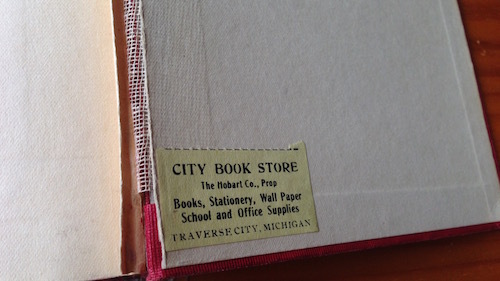 CITY BOOK STORE
The Hobart Co., Prop
Books, Stationery, Wall Paper
School and Office Supplies
TRAVERSE CITY, MICHIGAN